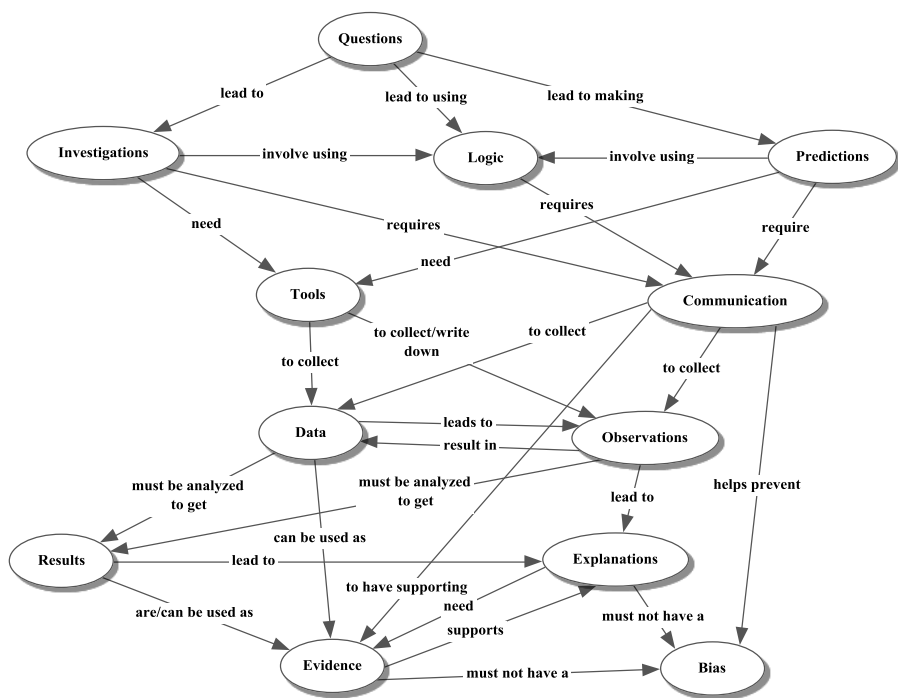 Questions
lead to
lead to using
lead to making
Investigations
involve using
Logic
involve using
Predictions
need
requires
requires
need
require
Tools
Communication
to collect/write
down
to collect
to collect
to collect
Data
leads to
result in
Observations
must be analyzed
to get
must be analyzed
to get
lead to
helps prevent
can be used as
Results
lead to
Explanations
to have supporting
need
are/can be used as
supports
must not have a
Evidence
must not have a
Bias